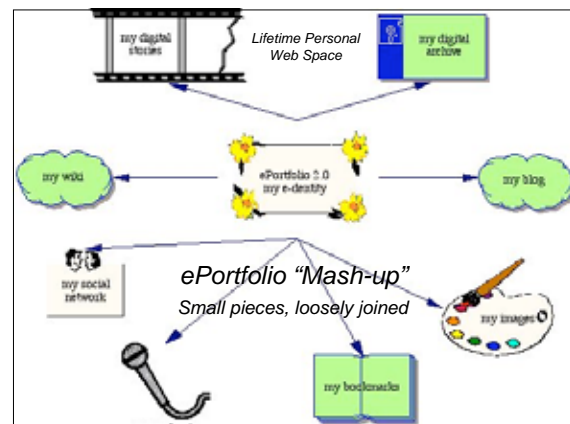 my digital
stories
Lifetime Personal
Web Space
my digital
archive
my wiki
ePortfolio 2.0
my e-dentity
my blog
my social
network
ePortfolio “Mash-up”
Small pieces, loosely joined
my images
my bookmarks